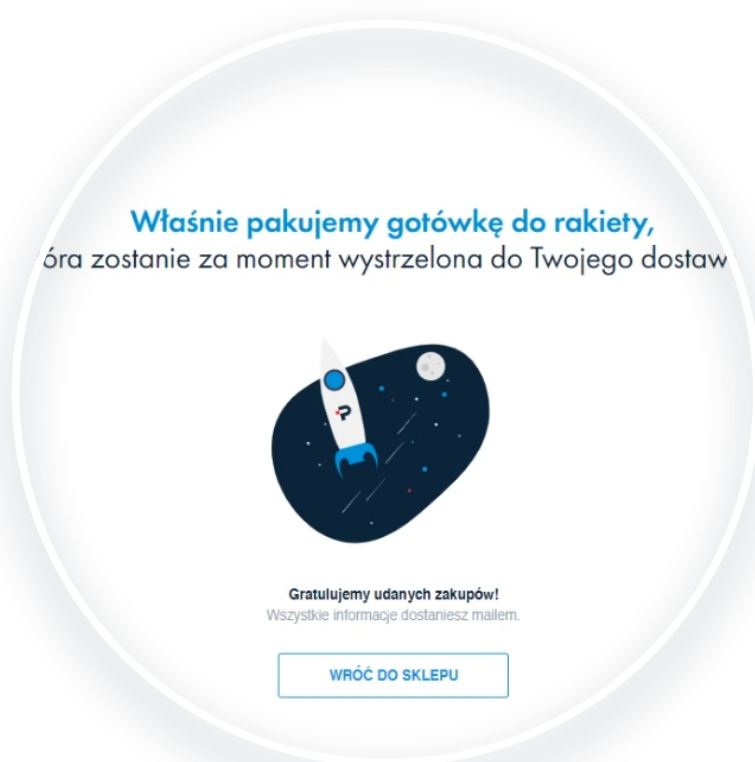 Właśnie pakujemy gotówkę do rakiety,
óra zostanie za moment wystrzelona do Twojego dostaw
Gratulujemy udanych zakupów!
Wszystkie informacje dostaniesz mailem.
WRÓĆ DO SKLEPU